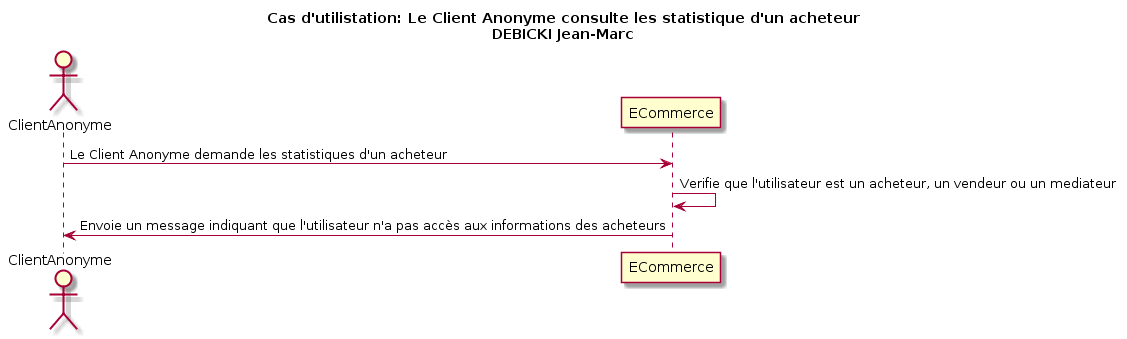 Cas d'utilistation: Le Client Anonyme consulte les statistique d'un acheteur
DEBICKI Jean-Marc
ClientAnonyme
ECommerce
Le Client Anonyme demande les statistiques d'un acheteur
Verifie que l'utilisateur est un acheteur, un vendeur ou un mediateur
Envoie un message indiquant que l'utilisateur n'a pas accès aux informations des acheteurs
ClientAnonyme
ECommerce